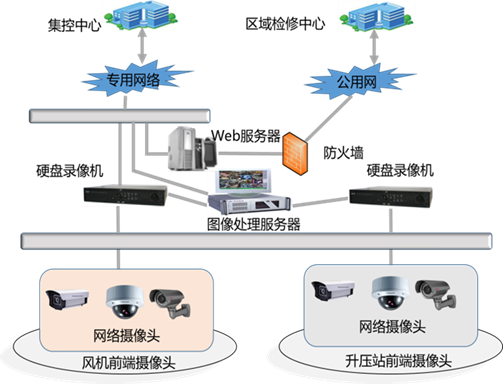 集控中心
区域检修中心
专用网络
公用网
Web服务器
防火墙
硬盘录像机
硬盘录像机
图像处理服务器
网络摄像头
网络摄像头
风机前端摄像头
升压站前端摄像头